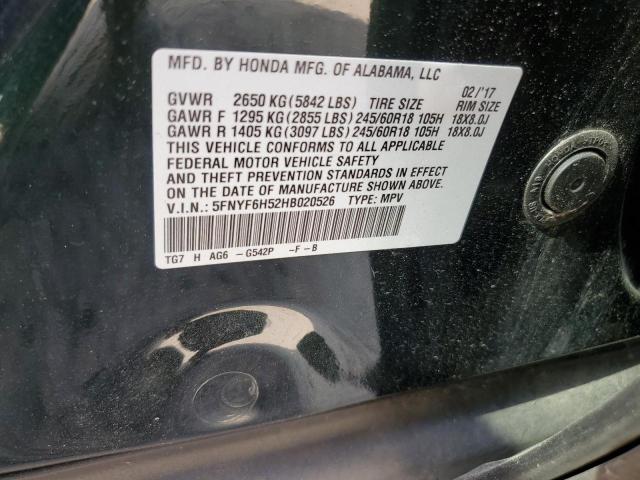 MFD. BY HONDA MFG. OF ALABAMA, LLC
02/'17
GVWR 2650 KG (5842 LBS) TIRE SIZE RIM SIZE
GAWR F 1295 KG (2855 LBS) 245/60R18 105H 18X8.0J
GAWR R 1405 KG (3097 LBS) 245/60R18 105H 18X8.0J
THIS VEHICLE CONFORMS TO ALL APPLICABLE
FEDERAL MOTOR VEHICLE SAFETY
AND THEFT PREVENTION STANDARDS IN EFFECT
ON THE DATE OF MANUFACTURE SHOWN ABOVE.
V.I.N.: 5FNYF6H52HB020526 TYPE: MPV
TG7 H AG6 -G542P -F -B